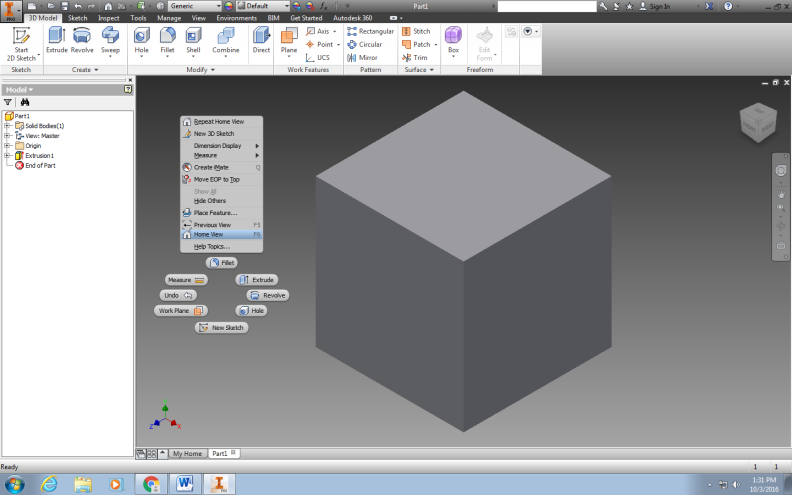 Generic
Default
Part1
Sign In
PRO
3D Model Sketch Inspect Tools Manage View Environments BIM Get Started Autodesk 360
Start
2D Sketch
Extrude Revolve Sweep
Hole Fillet Shell Combine Direct
Plane
Axis
Point
UCS
Rectangular
Circular
Mirror
Stitch
Patch
Trim
Box
Edit
Form
Sketch Create Modify Work Features Pattern Surface Freeform
Model
Part1
Solid Bodies(1)
View: Master
Origin
Extrusion1
End of Part
Repeat Home View
New 3D Sketch
Dimension Display
Measure
Create iMate Q
Move EOP to Top
Show All
Hide Others
Place Feature...
Previous View F5
Home View F6
Help Topics...
Fillet
Measure
Extrude
Undo
Revolve
Work Plane
Hole
New Sketch
Y
Z
X
My Home Part1
Ready
1 1
PRO
1:31 PM
10/3/2016